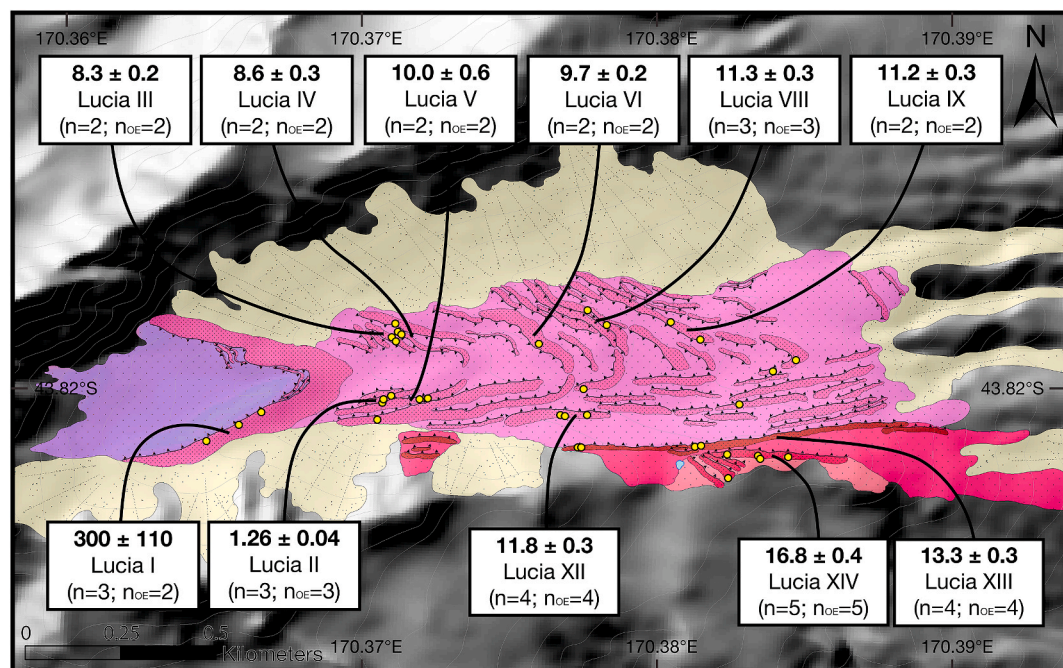 170.36°E
170.37°E
170.38°E
170.39°E
N
8.3 ± 0.2
Lucia III
(n=2; nOE=2)
8.6 ± 0.3
Lucia IV
(n=2; nOE=2)
10.0 ± 0.6
Lucia V
(n=2; nOE=2)
9.7 ± 0.2
Lucia VI
(n=2; nOE=2)
11.3 ± 0.3
Lucia VIII
(n=3; nOE=3)
11.2 ± 0.3
Lucia IX
(n=2; nOE=2)
43.82°S
43.82°S
300 ± 110
Lucia I
(n=3; nOE=2)
1.26 ± 0.04
Lucia II
(n=3; nOE=3)
11.8 ± 0.3
Lucia XII
(n=4; nOE=4)
16.8 ± 0.4
Lucia XIV
(n=5; nOE=5)
13.3 ± 0.3
Lucia XIII
(n=4; nOE=4)
0 0.25 0.5
Kilometers
170.37°E
170.38°E
170.39°E